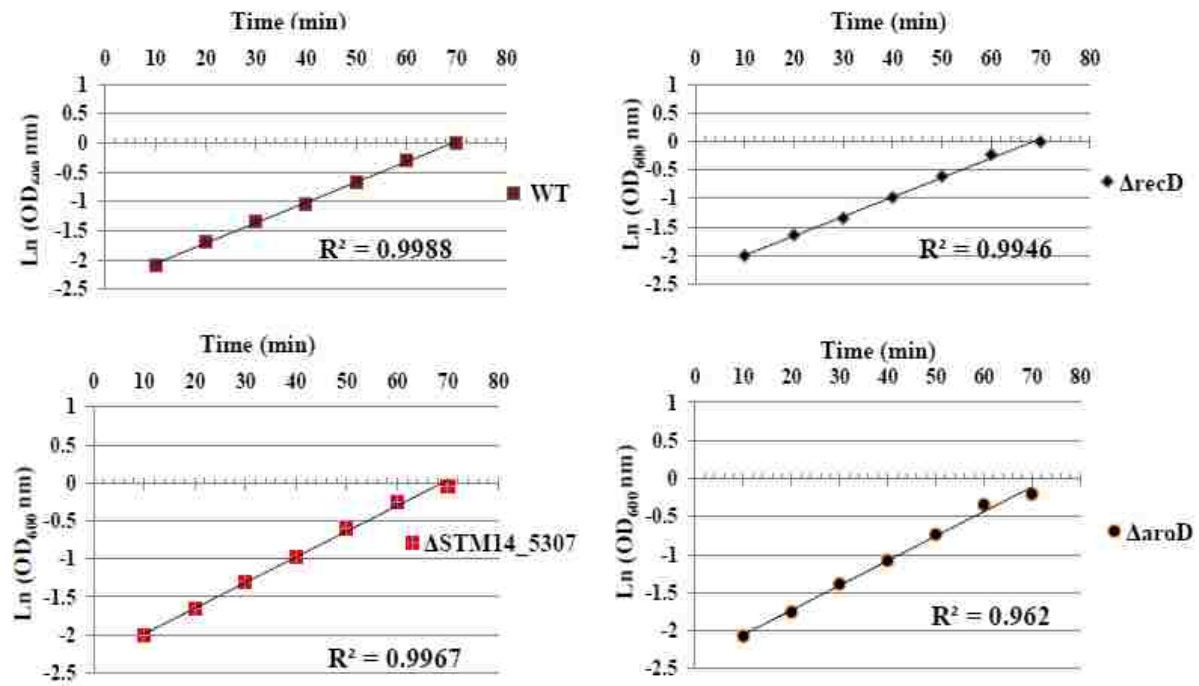 Time (min)
0 10 20 30 40 50 60 70 80
1
0.5
0
-0.5
-1
-1.5
-2
-2.5
Ln (OD600 nm)
WT
R² = 0.9988
Time (min)
0 10 20 30 40 50 60 70 80
1
0.5
0
-0.5
-1
-1.5
-2
-2.5
Ln (OD600 nm)
ΔrecD
R² = 0.9946
Time (min)
0 10 20 30 40 50 60 70 80
1
0.5
0
-0.5
-1
-1.5
-2
-2.5
Ln (OD600 nm)
ΔSTM14_5307
R² = 0.9967
Time (min)
0 10 20 30 40 50 60 70 80
1
0.5
0
-0.5
-1
-1.5
-2
-2.5
Ln (OD600 nm)
ΔaroD
R² = 0.962